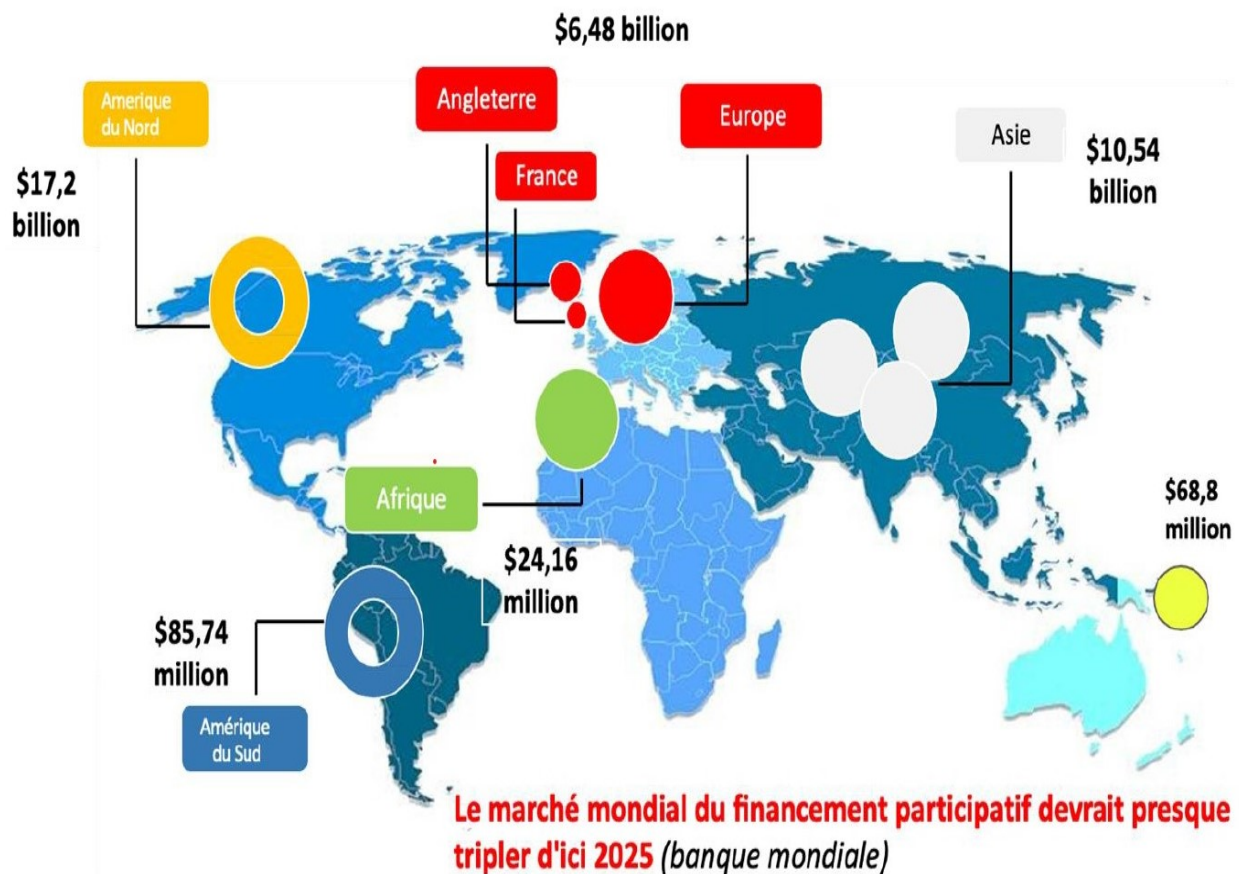 $6,48 billion
Amerique
du Nord
Angleterre
Europe
Asie
$10,54
billion
$17,2
billion
France
Afrique
$24,16
million
$68,8
million
$85,74
million
Amérique
du Sud
Le marché mondial du financement participatif devrait presque
tripler d'ici 2025 (banque mondiale)